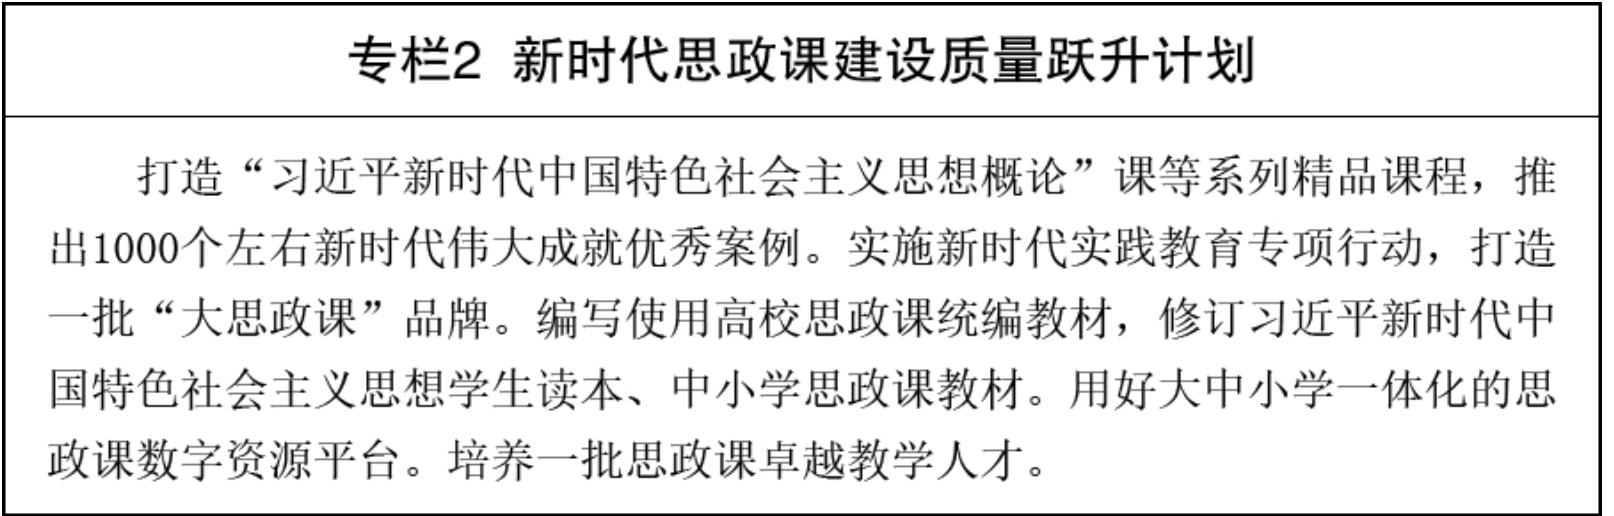 专栏2 新时代思政课建设质量跃升计划
打造“习近平新时代中国特色社会主义思想概论”课等系列精品课程，推
出1000个左右新时代伟大成就优秀案例。实施新时代实践教育专项行动，打造
一批“大思政课”品牌。编写使用高校思政课统编教材，修订习近平新时代中
国特色社会主义思想学生读本、中小学思政课教材。用好大中小学一体化的思
政课数字资源平台。培养一批思政课卓越教学人才。